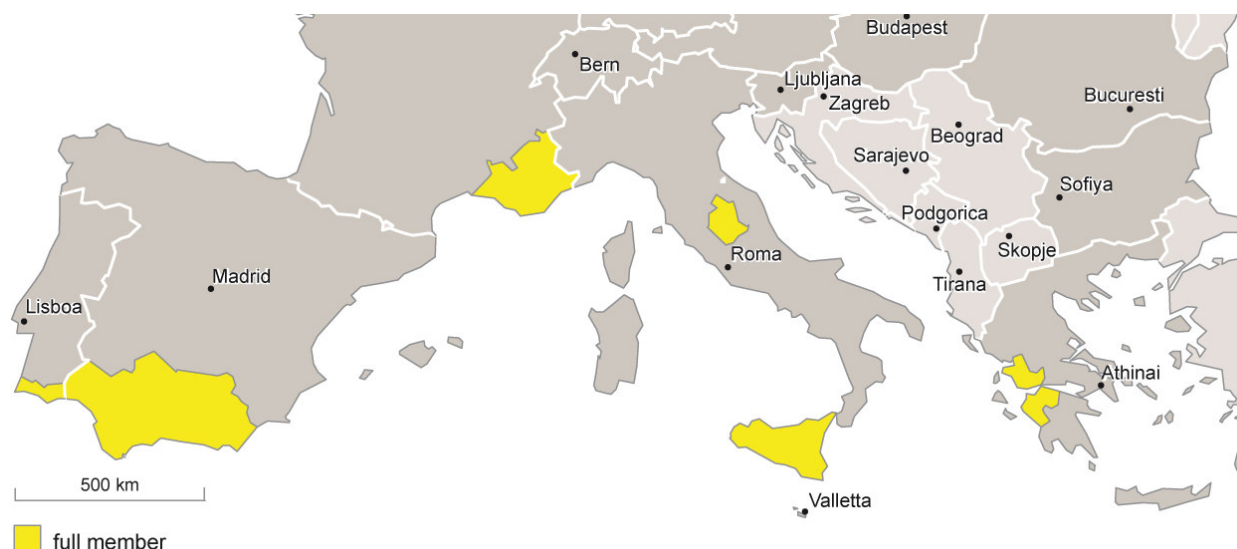 Budapest
Bern
Ljubljana
Zagreb
Bucuresti
Beograd
Sarajevo
Sofiya
Podgorica
Skopje
Roma
Tirana
Madrid
Lisboa
Athinai
500 km
Valletta
full member